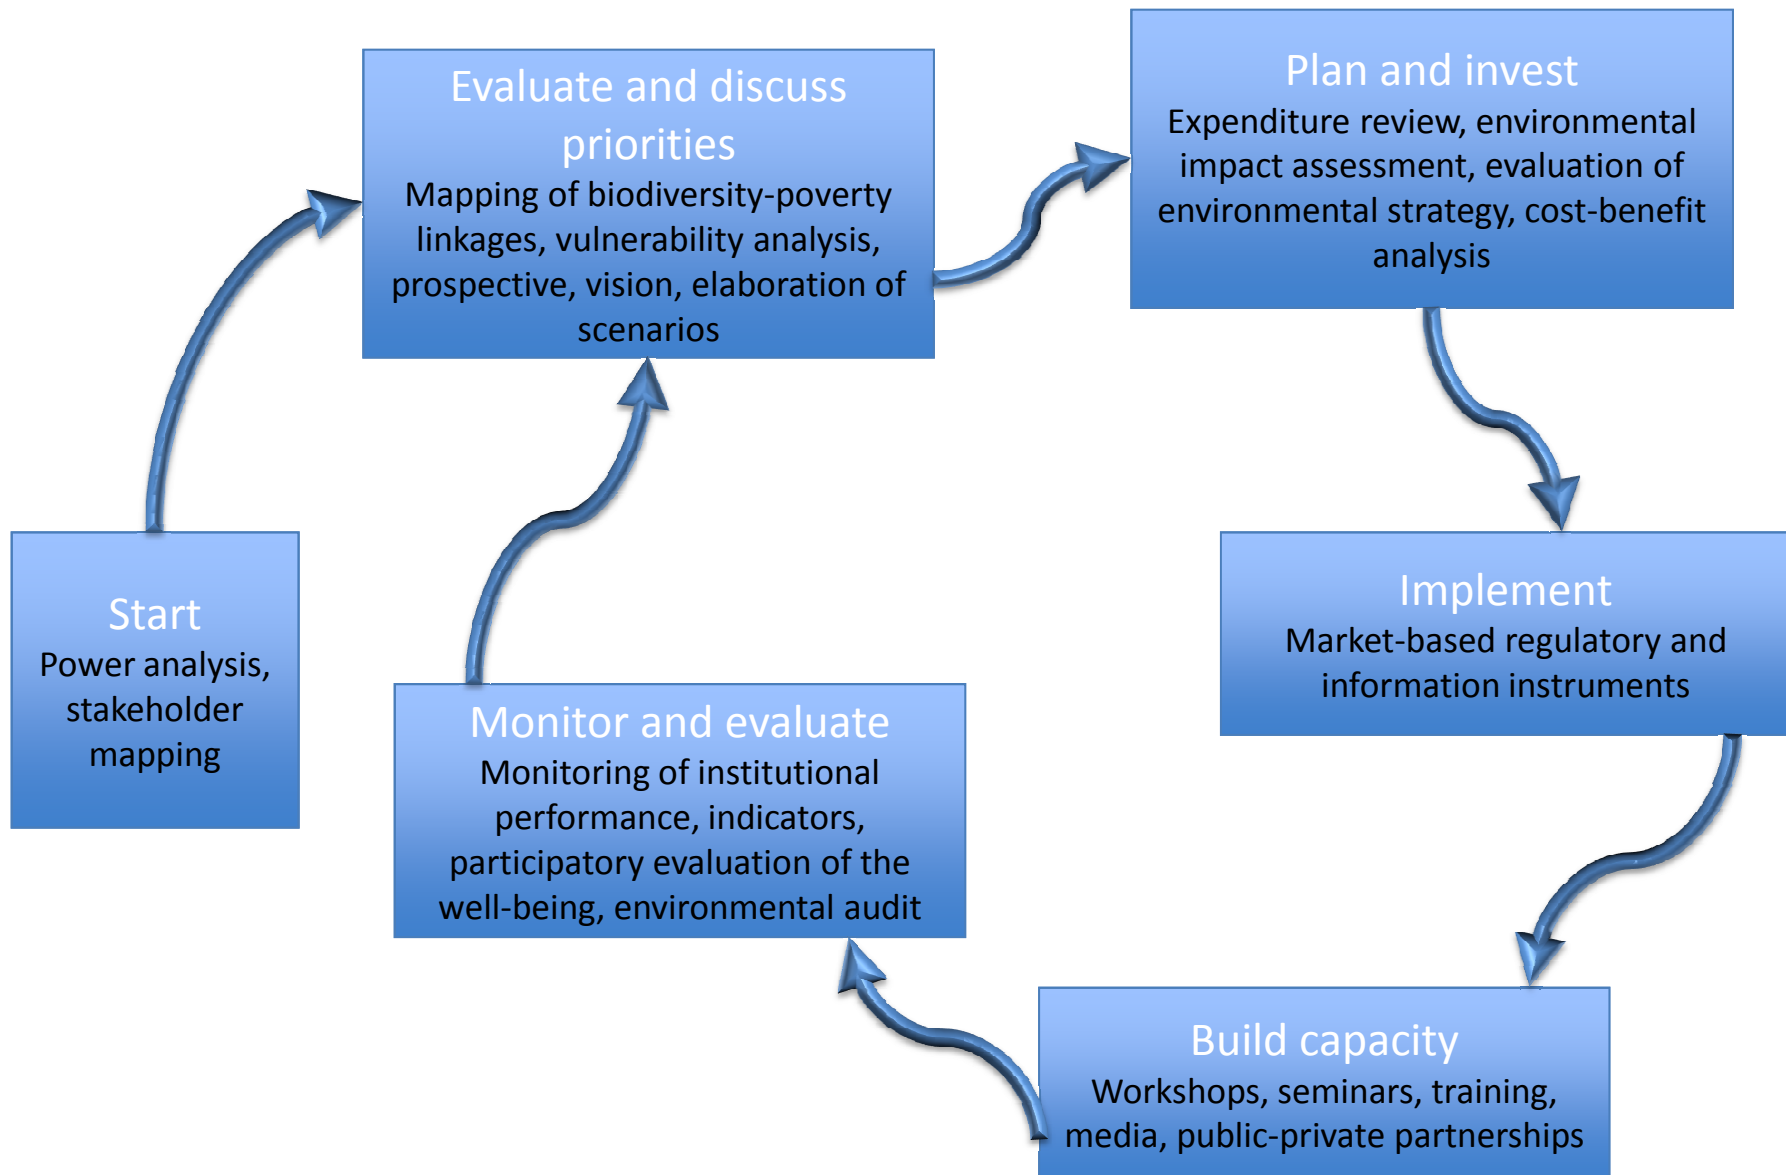 Evaluate and discuss
priorities
Mapping of biodiversity-poverty
linkages, vulnerability analysis,
prospective, vision, elaboration of
scenarios
Plan and invest
Expenditure review, environmental
impact assessment, evaluation of
environmental strategy, cost-benefit
analysis
Start
Power analysis,
stakeholder
mapping
Implement
Market-based regulatory and
information instruments
Monitor and evaluate
Monitoring of institutional
performance, indicators,
participatory evaluation of the
well-being, environmental audit
Build capacity
Workshops, seminars, training,
media, public-private partnerships